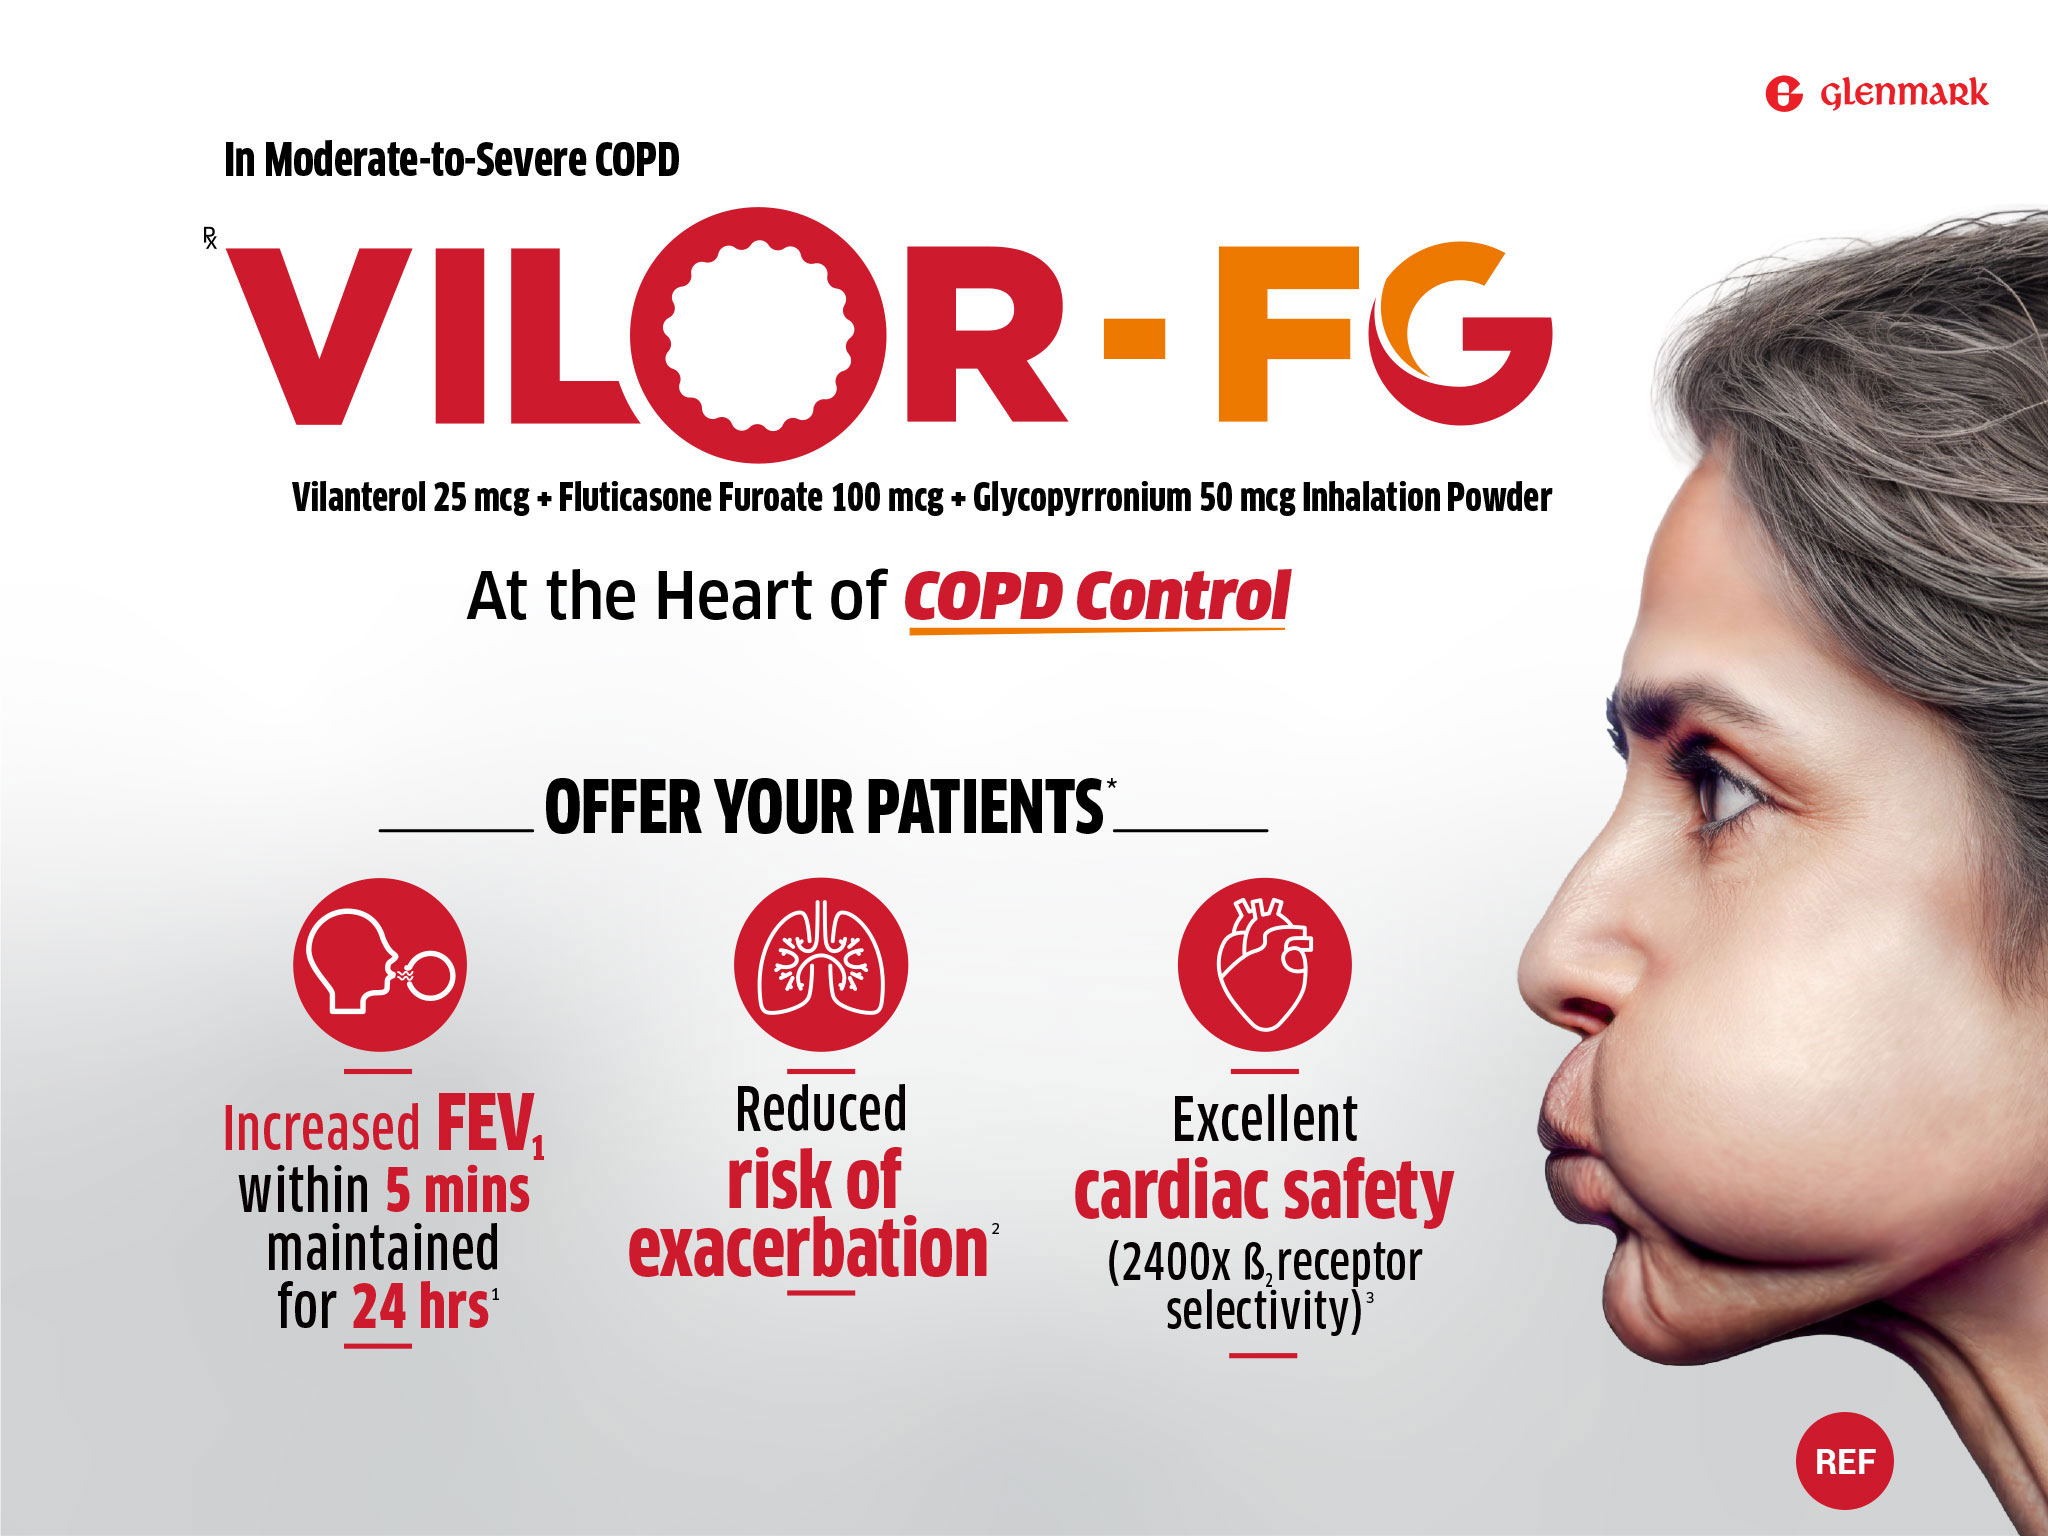 glenmark
In Moderate-to-Severe COPD
Rx
VILOR - FG
Vilanterol 25 mcg + Fluticasone Furoate 100 mcg + Glycopyrronium 50 mcg Inhalation Powder
At the Heart of COPD Control
OFFER YOUR PATIENTS*
Increased FEV₁
within 5 mins
maintained
for 24 hrs¹
Reduced
risk of
exacerbation²
Excellent
cardiac safety
(2400x ß₂ receptor
selectivity)³
REF